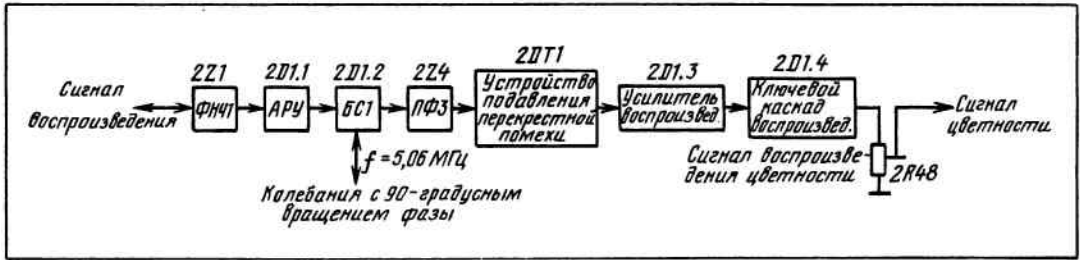 Сигнал
воспроизведения
2Z1
ФНЧ1
2D1.1
АРУ
2D1.2
БС1
f = 5,06 МГц
Колебания с 90-градусным
вращением фазы
2Z4
ПФ3
2DT1
Устройство
подавления
перекрестной
помехи
2D1.3
Усилитель
воспроизвед.
2D1.4
Ключевой
каскад
воспроизвед.
Сигнал воспроизве-
дения цветности
2R48
Сигнал
цветности